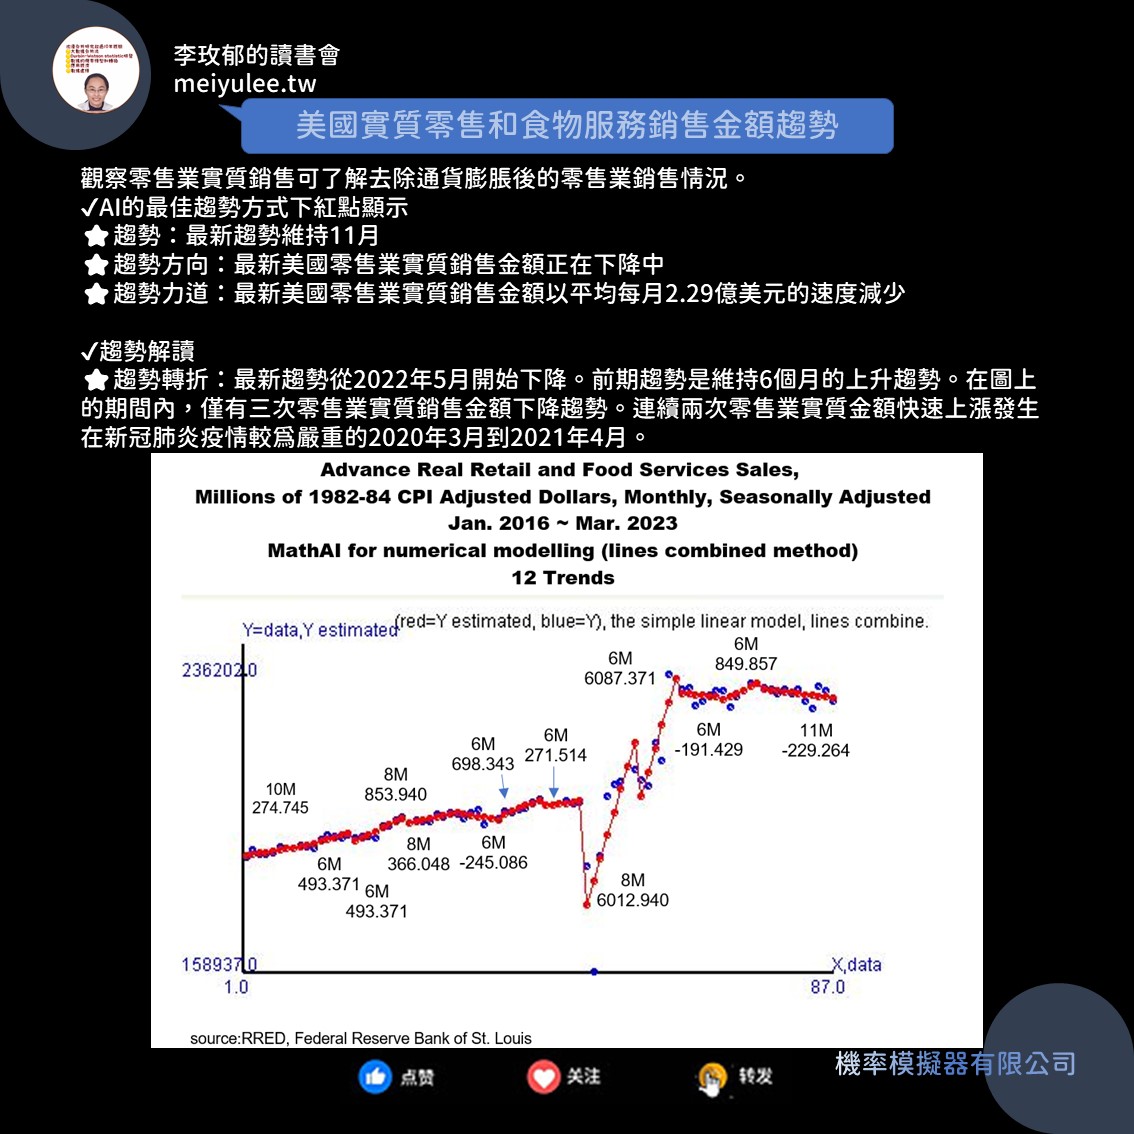 李玫郁的讀書會
meiyulee.tw
美國實質零售和食物服務銷售金額趨勢
觀察零售業實質銷售可了解去除通貨膨脹後的零售業銷售情況。
✓AI的最佳趨勢方式下紅點顯示
⭐趨勢：最新趨勢維持11月
⭐趨勢方向：最新美國零售業實質銷售金額正在下降中
⭐趨勢力道：最新美國零售業實質銷售金額以平均每月2.29億美元的速度減少
✓趨勢解讀
⭐趨勢轉折：最新趨勢從2022年5月開始下降。前期趨勢是維持6個月的上升趨勢。在圖上
的期間內，僅有三次零售業實質銷售金額下降趨勢。連續兩次零售業實質金額快速上漲發生
在新冠肺炎疫情較為嚴重的2020年3月到2021年4月。
Advance Real Retail and Food Services Sales,
Millions of 1982-84 CPI Adjusted Dollars, Monthly, Seasonally Adjusted
Jan. 2016 ~ Mar. 2023
MathAI for numerical modelling (lines combined method)
12 Trends
(red=Y estimated, blue=Y), the simple linear model, lines combine.
Y=data,Y estimated
236202.0
6M
6087.371
6M
849.857
6M
-191.429
11M
-229.264
6M
698.343
6M
271.514
10M
274.745
8M
853.940
6M
493.371
6M
493.371
8M
366.048
6M
-245.086
8M
6012.940
158937.0
X,data
1.0
87.0
source:RRED, Federal Reserve Bank of St. Louis
機率模擬器有限公司
点赞
关注
转发